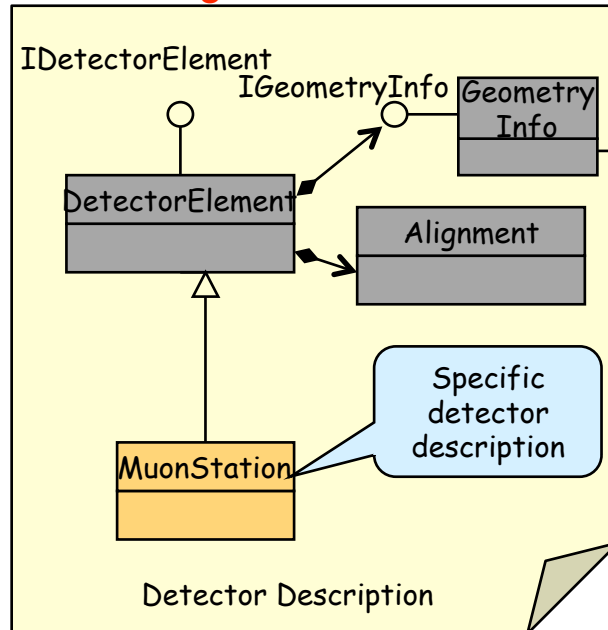 IDetectorElement
IGeometryInfo
Geometry
Info
DetectorElement
Alignment
Specific
detector
description
MuonStation
Detector Description